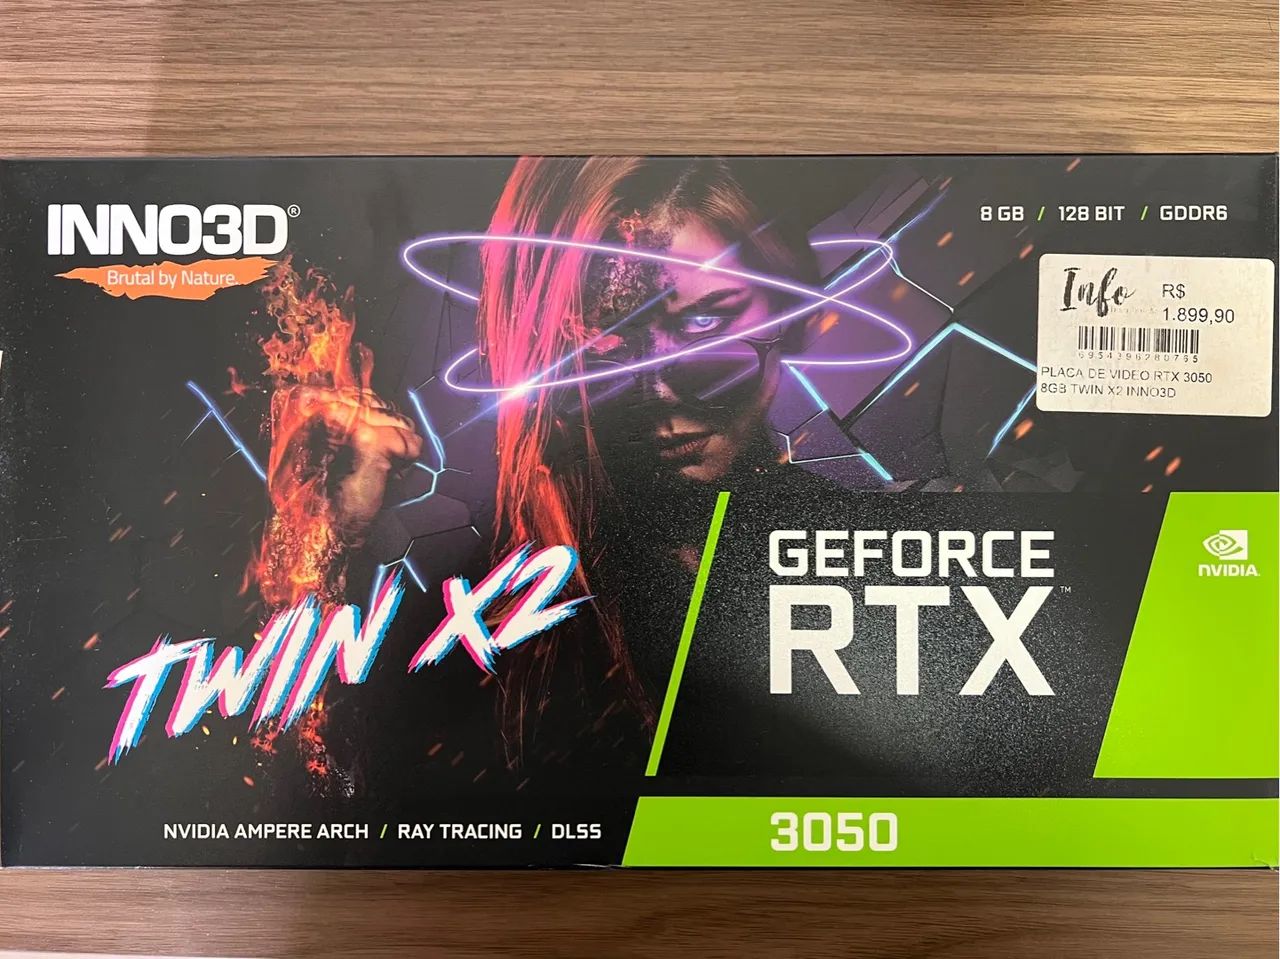 INNO3D®
Brutal by Nature.
8 GB / 128 BIT / GDDR6
Info R$
1.899,90
6954396280765
PLACA DE VIDEO RTX 3050
8GB TWIN X2 INNO3D
TWIN X2
GEFORCE
RTX™
NVIDIA.
NVIDIA AMPERE ARCH / RAY TRACING / DLSS
3050